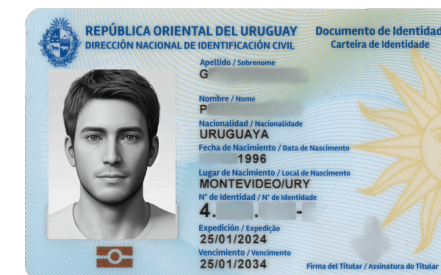 REPÚBLICA ORIENTAL DEL URUGUAY
DIRECCIÓN NACIONAL DE IDENTIFICACIÓN CIVIL
Documento de Identidad
Carteira de Identidade
Apellido / Sobrenome
G
Nombre / Nome
P
Nacionalidad / Nacionalidade
URUGUAYA
Fecha de Nacimiento / Data de Nascimento
1996
Lugar de Nacimiento / Local de Nascimento
MONTEVIDEO/URY
N° de Identidad / N° de Identidade
4. . -
Expedición / Expedição
25/01/2024
Vencimiento / Vencimento
25/01/2034
Firma del Titular / Assinatura do Titular